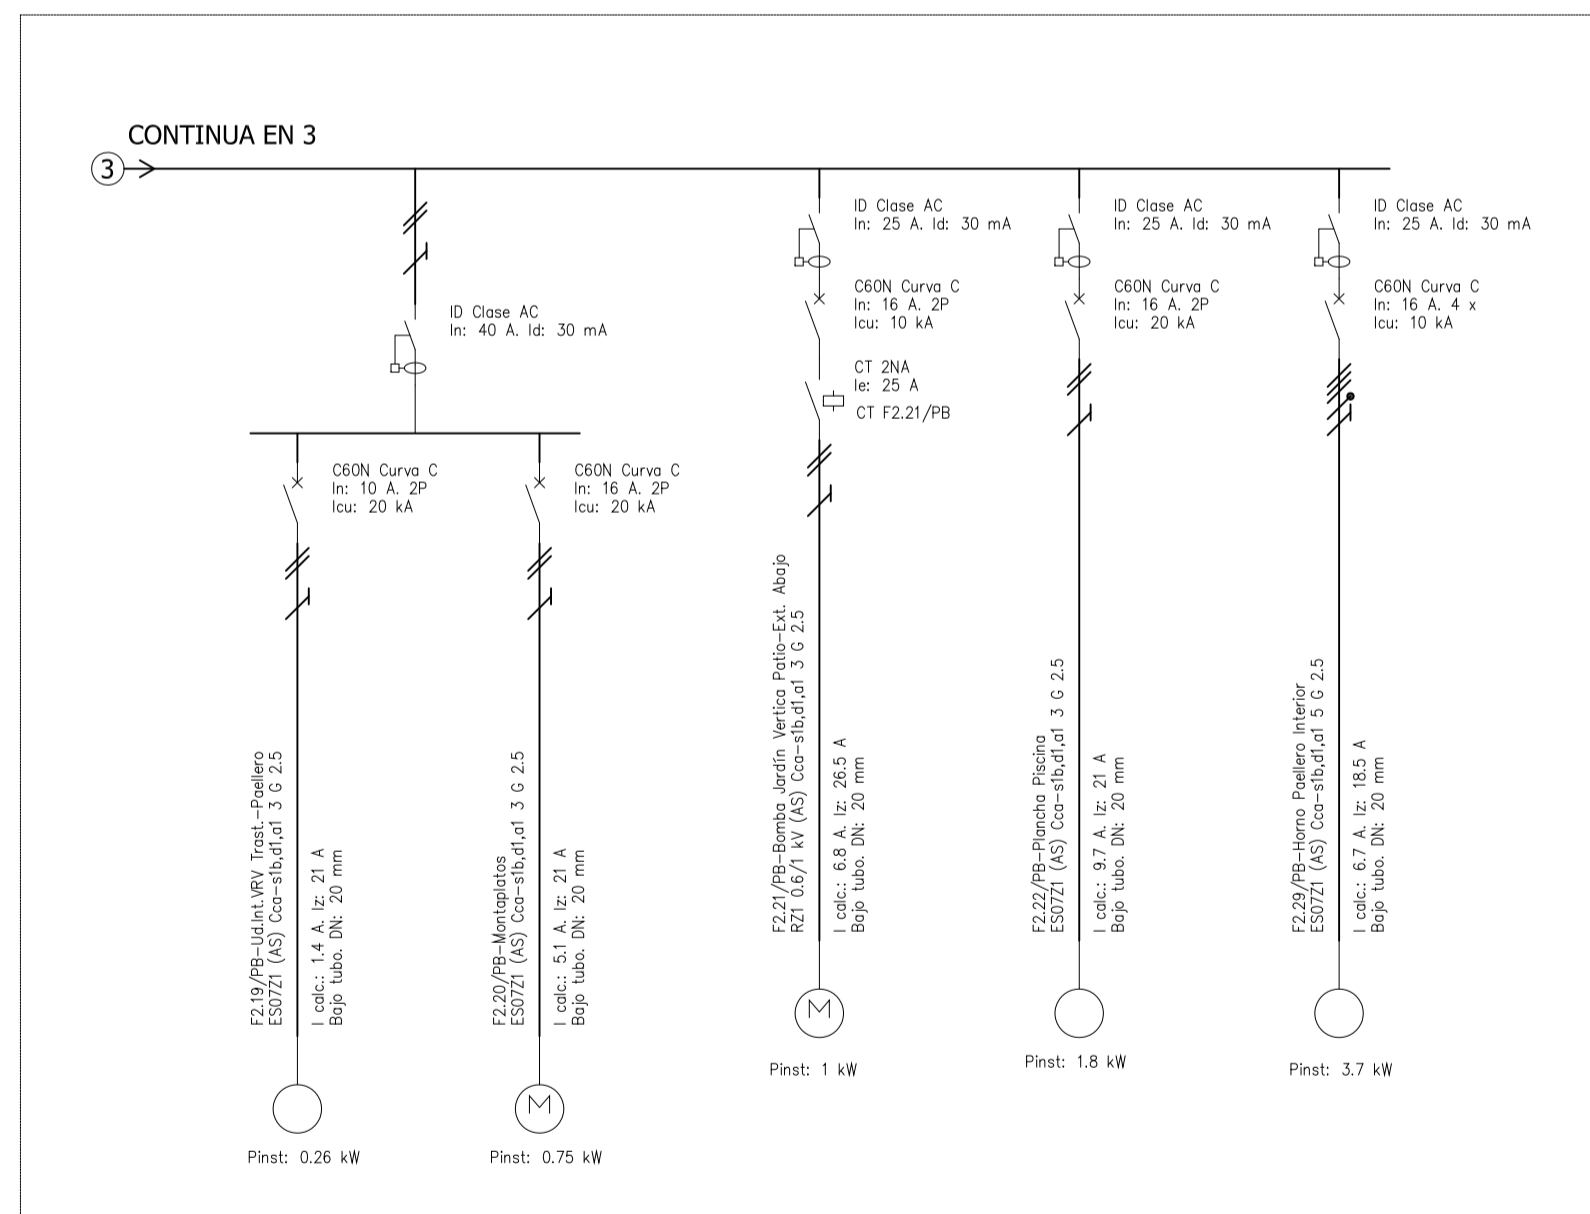 CONTINUA EN 3
3
ID Clase AC
In: 40 A. Id: 30 mA
C60N Curva C
In: 10 A. 2P
Icu: 20 kA
F2.19/PB-Ud.Int.VRV Trast.-Paellero
ES07Z1 (AS) Cca-s1b,d1,a1 3 G 2.5
I calc.: 1.4 A. Iz: 21 A
Bajo tubo. DN: 20 mm
Pinst: 0.26 kW
C60N Curva C
In: 16 A. 2P
Icu: 20 kA
F2.20/PB-Montaplatos
ES07Z1 (AS) Cca-s1b,d1,a1 3 G 2.5
I calc.: 5.1 A. Iz: 21 A
Bajo tubo. DN: 20 mm
M
Pinst: 0.75 kW
ID Clase AC
In: 25 A. Id: 30 mA
C60N Curva C
In: 16 A. 2P
Icu: 10 kA
CT 2NA
Ie: 25 A
CT F2.21/PB
F2.21/PB-Bomba Jardín Vertica Patio-Ext. Abajo
RZ1 0.6/1 kV (AS) Cca-s1b,d1,a1 3 G 2.5
I calc.: 6.8 A. Iz: 26.5 A
Bajo tubo. DN: 20 mm
M
Pinst: 1 kW
ID Clase AC
In: 25 A. Id: 30 mA
C60N Curva C
In: 16 A. 2P
Icu: 20 kA
F2.22/PB-Plancha Piscina
ES07Z1 (AS) Cca-s1b,d1,a1 3 G 2.5
I calc.: 9.7 A. Iz: 21 A
Bajo tubo. DN: 20 mm
Pinst: 1.8 kW
ID Clase AC
In: 25 A. Id: 30 mA
C60N Curva C
In: 16 A. 4 x
Icu: 10 kA
F2.29/PB-Horno Paellero Interior
ES07Z1 (AS) Cca-s1b,d1,a1 5 G 2.5
I calc.: 6.7 A. Iz: 18.5 A
Bajo tubo. DN: 20 mm
Pinst: 3.7 kW